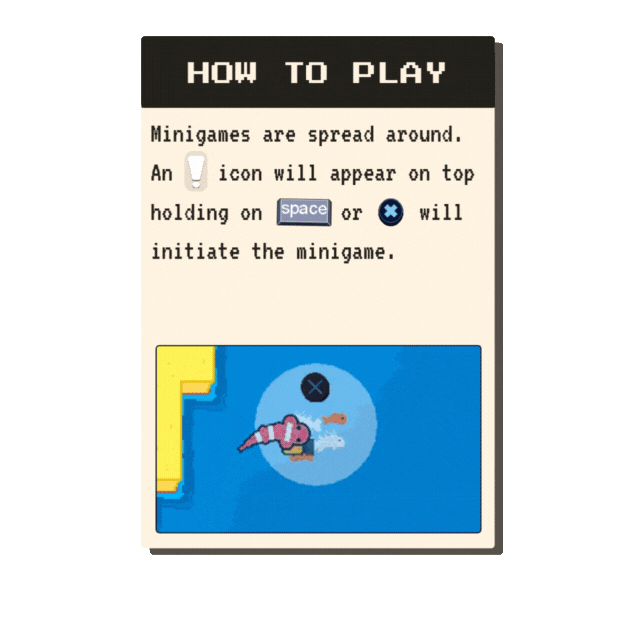 HOW TO PLAY
Minigames are spread around.
An ! icon will appear on top
holding on space or ✖ will
initiate the minigame.